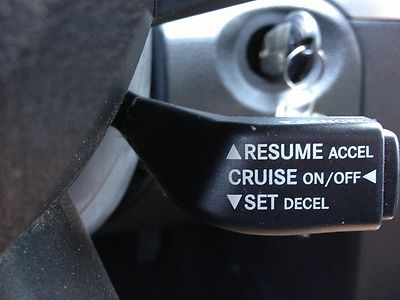 ▲RESUME ACCEL
CRUISE ON/OFF◄
▼SET DECEL